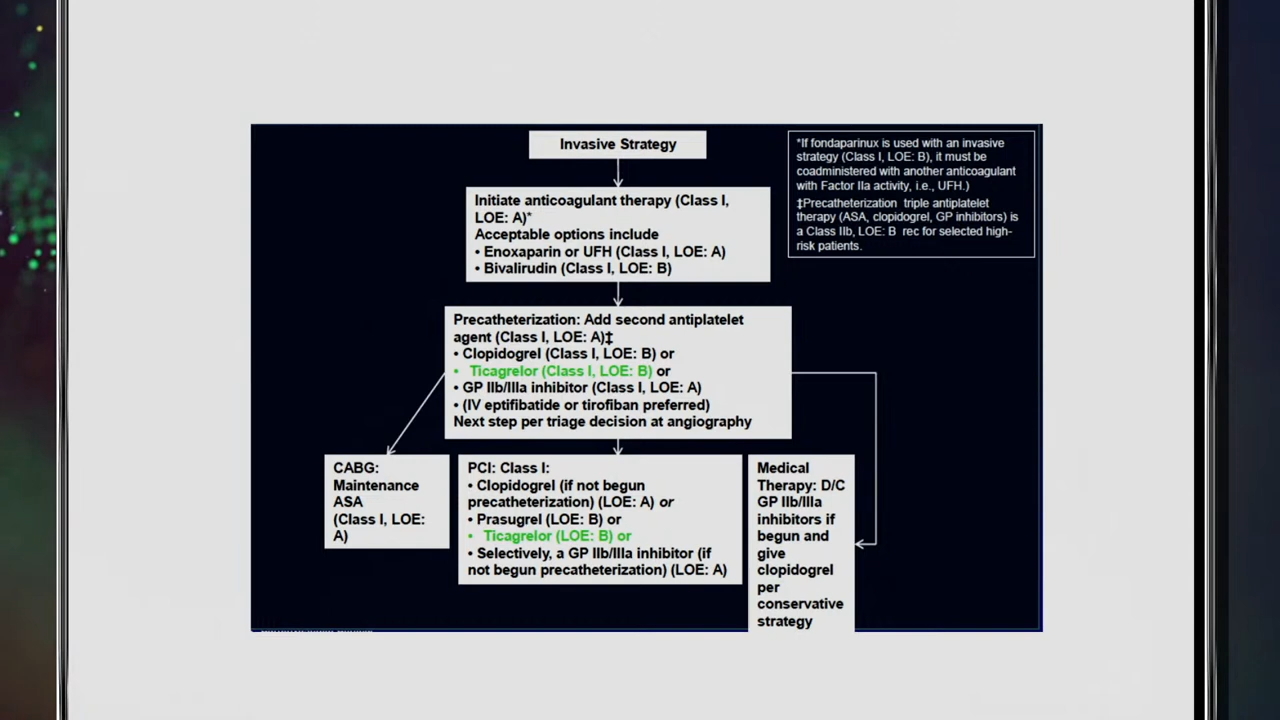 Invasive Strategy
*If fondaparinux is used with an invasive
strategy (Class I, LOE: B), it must be
coadministered with another anticoagulant
with Factor IIa activity, i.e., UFH.)
‡Precatheterization triple antiplatelet
therapy (ASA, clopidogrel, GP inhibitors) is
a Class IIb, LOE: B rec for selected high-
risk patients.
Initiate anticoagulant therapy (Class I,
LOE: A)*
Acceptable options include
• Enoxaparin or UFH (Class I, LOE: A)
• Bivalirudin (Class I, LOE: B)
Precatheterization: Add second antiplatelet
agent (Class I, LOE: A)‡
• Clopidogrel (Class I, LOE: B) or
• Ticagrelor (Class I, LOE: B) or
• GP IIb/IIIa inhibitor (Class I, LOE: A)
• (IV eptifibatide or tirofiban preferred)
Next step per triage decision at angiography
CABG:
Maintenance
ASA
(Class I, LOE:
A)
PCI: Class I:
• Clopidogrel (if not begun
precatheterization) (LOE: A) or
• Prasugrel (LOE: B) or
• Ticagrelor (LOE: B) or
• Selectively, a GP IIb/IIIa inhibitor (if
not begun precatheterization) (LOE: A)
Medical
Therapy: D/C
GP IIb/IIIa
inhibitors if
begun and
give
clopidogrel
per
conservative
strategy